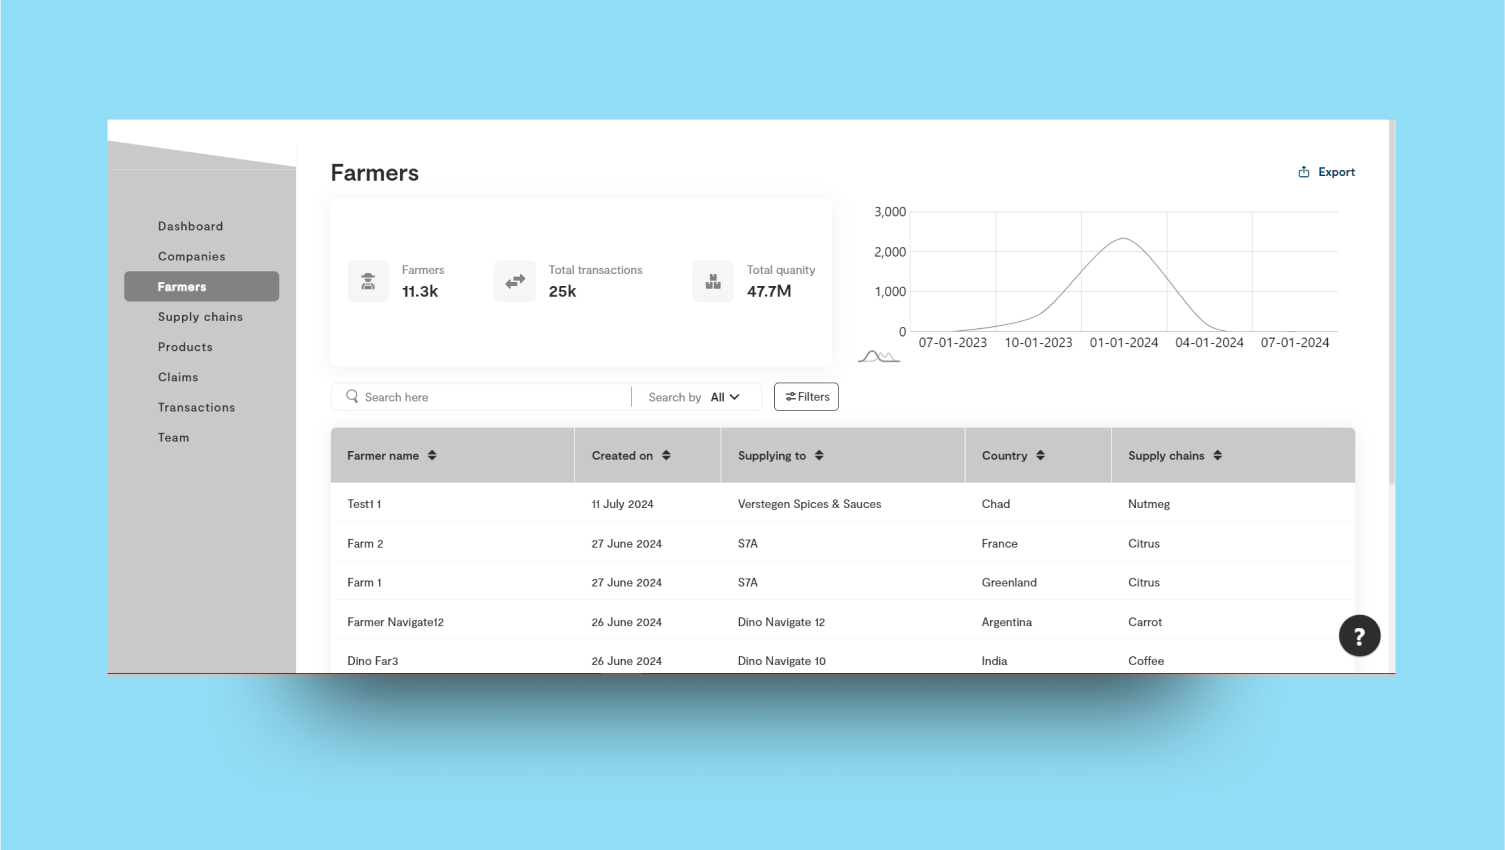 Farmers
Export
Dashboard
Companies
Farmers
Supply chains
Products
Claims
Transactions
Team
Farmers
11.3k
Total transactions
25k
Total quanity
47.7M
3,000
2,000
1,000
0
07-01-2023 10-01-2023 01-01-2024 04-01-2024 07-01-2024
Search here Search by All Filters
Farmer name Created on Supplying to Country Supply chains
Test1 1 11 July 2024 Verstegen Spices & Sauces Chad Nutmeg
Farm 2 27 June 2024 S7A France Citrus
Farm 1 27 June 2024 S7A Greenland Citrus
Farmer Navigate12 26 June 2024 Dino Navigate 12 Argentina Carrot
Dino Far3 26 June 2024 Dino Navigate 10 India Coffee
?